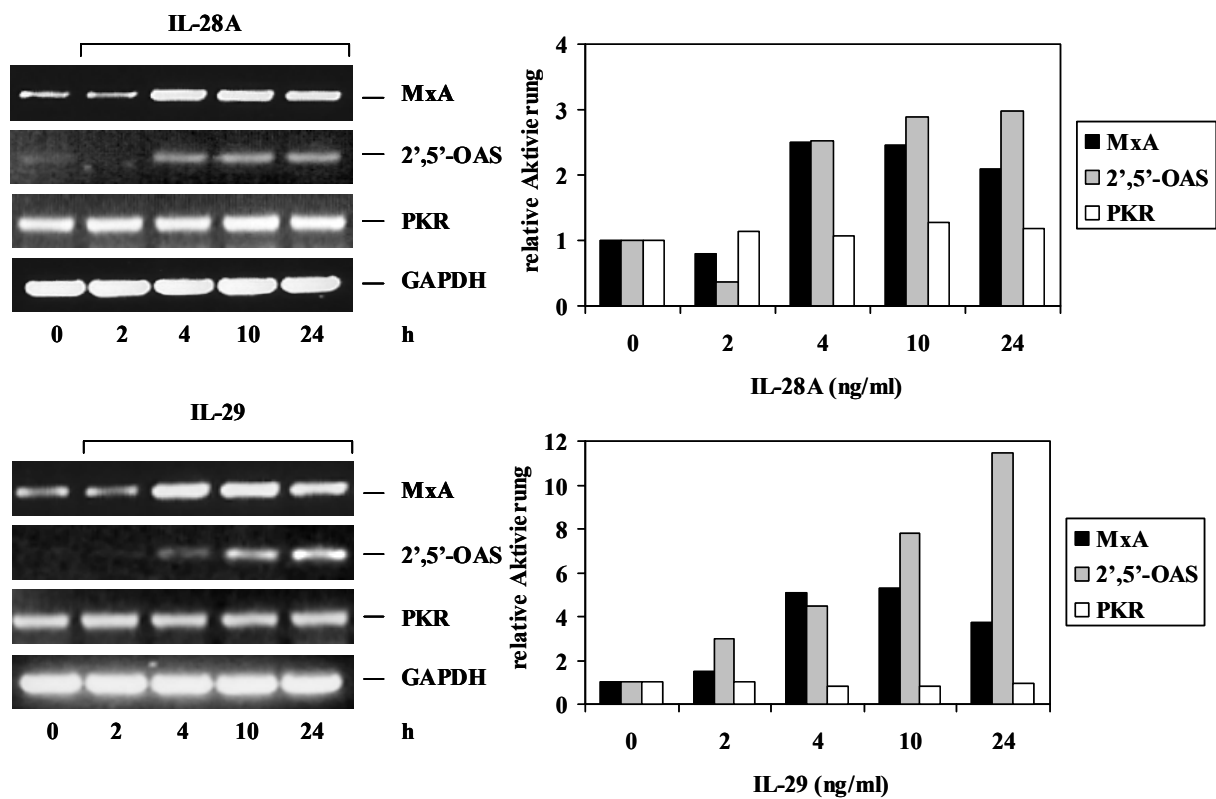 IL-28A
MxA
2’,5’-OAS
PKR
GAPDH
0 2 4 10 24 h
relative Aktivierung
4
3
2
1
0
0 2 4 10 24
IL-28A (ng/ml)
MxA
2’,5’-OAS
PKR
IL-29
MxA
2’,5’-OAS
PKR
GAPDH
0 2 4 10 24 h
relative Aktivierung
12
10
8
6
4
2
0
0 2 4 10 24
IL-29 (ng/ml)
MxA
2’,5’-OAS
PKR